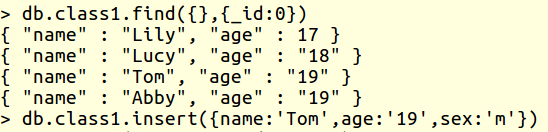 > db.class1.find({},{_id:0})
{ "name" : "Lily", "age" : 17 }
{ "name" : "Lucy", "age" : "18" }
{ "name" : "Tom", "age" : "19" }
{ "name" : "Abby", "age" : "19" }
> db.class1.insert({name:'Tom',age:'19',sex:'m'})